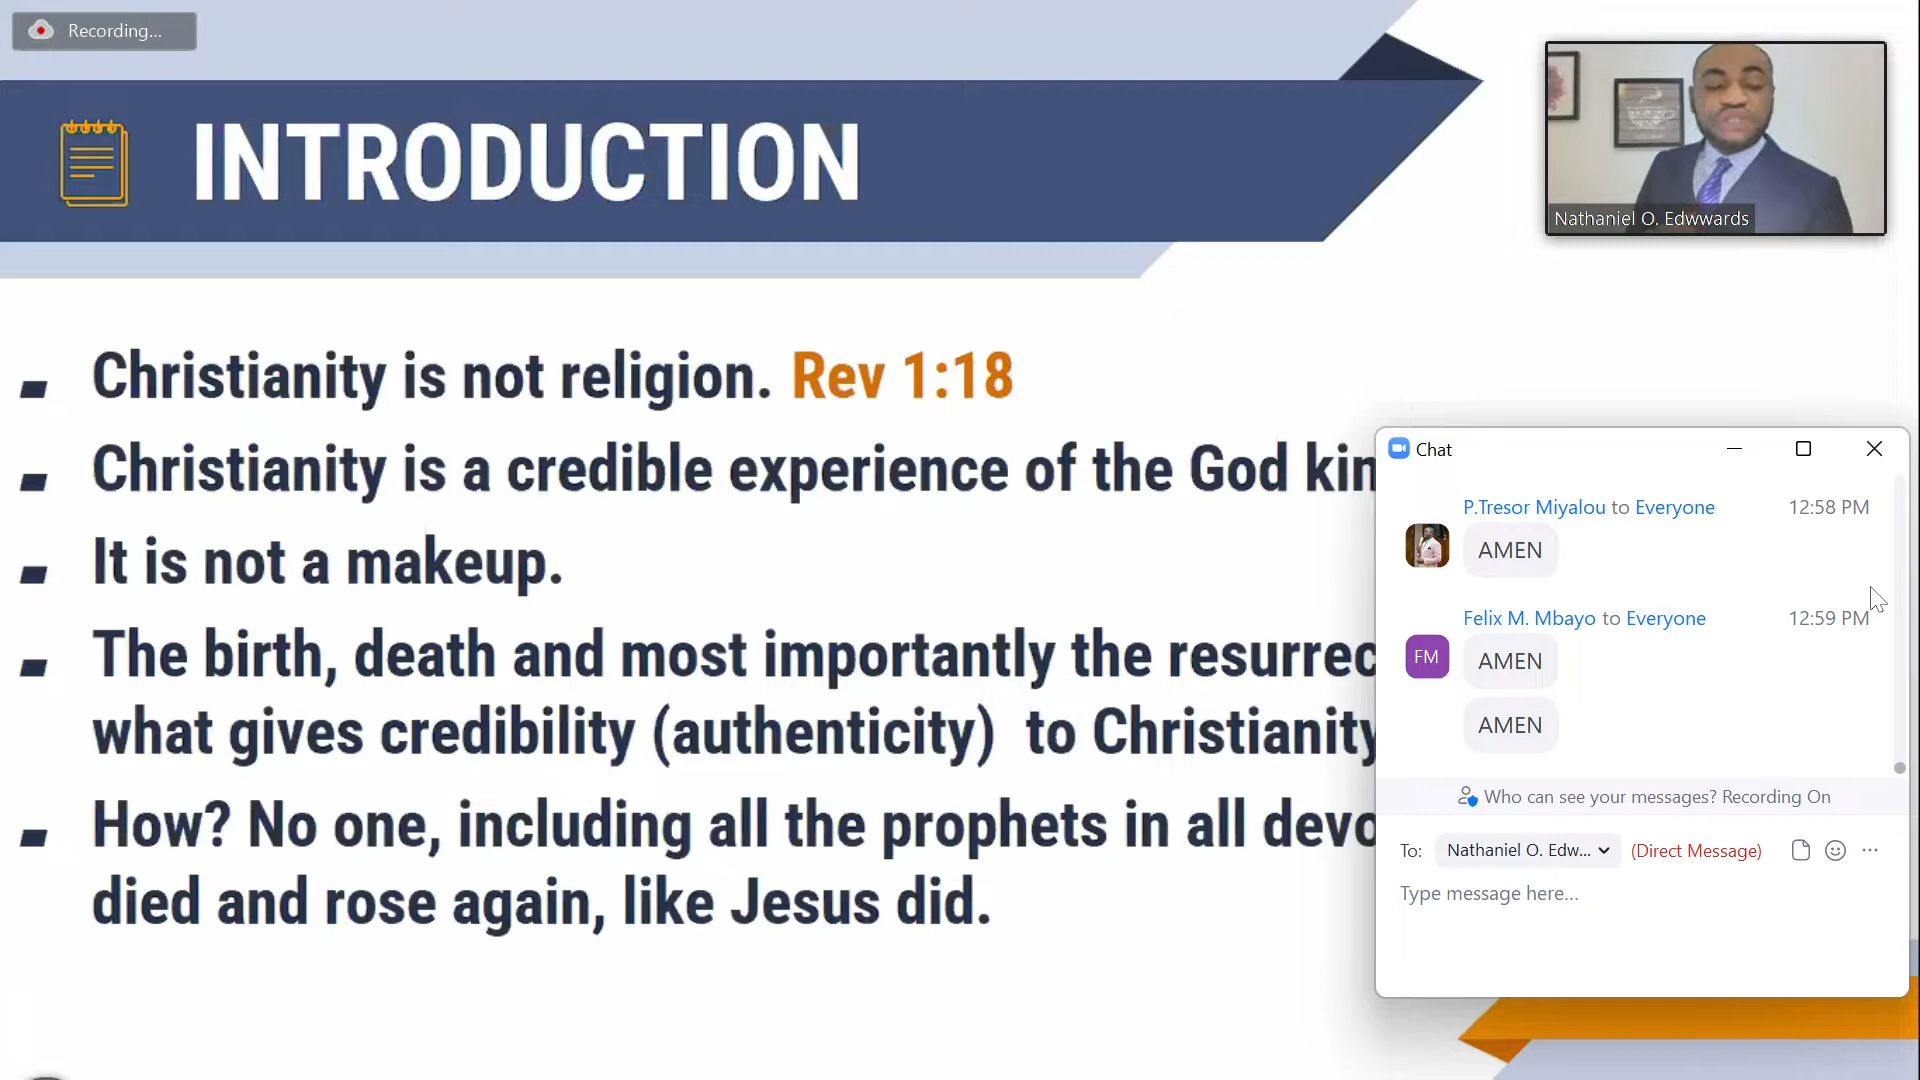 Recording...
INTRODUCTION
Nathaniel O. Edwwards
Christianity is not religion. Rev 1:18
Christianity is a credible experience of the God
It is not a makeup.
The birth, death and most importantly the
what gives credibility (authenticity) to Christianity
How? No one, including all the prophets in all
died and rose again, like Jesus did.
Chat
P.Tresor Miyalou to Everyone 12:58 PM
AMEN
Felix M. Mbayo to Everyone 12:59 PM
FM
AMEN
AMEN
Who can see your messages? Recording On
To: Nathaniel O. Edw... (Direct Message)
Type message here...